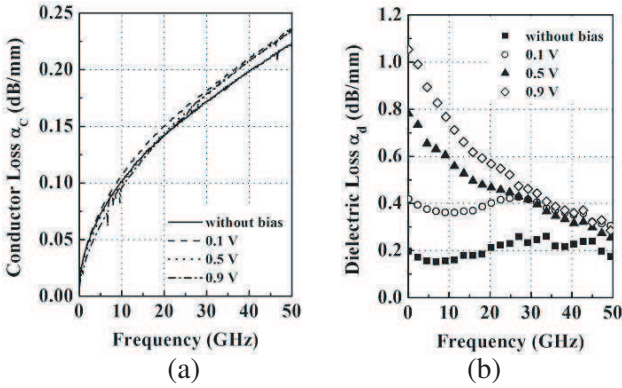 Conductor Loss α_C (dB/mm)
0.25
0.20
0.15
0.10
0.05
0.00
without bias
0.1 V
0.5 V
0.9 V
0 10 20 30 40 50
Frequency (GHz)
(a)
Dielectric Loss α_d (dB/mm)
1.2
1.0
0.8
0.6
0.4
0.2
0.0
without bias
0.1 V
0.5 V
0.9 V
0 10 20 30 40 50
Frequency (GHz)
(b)